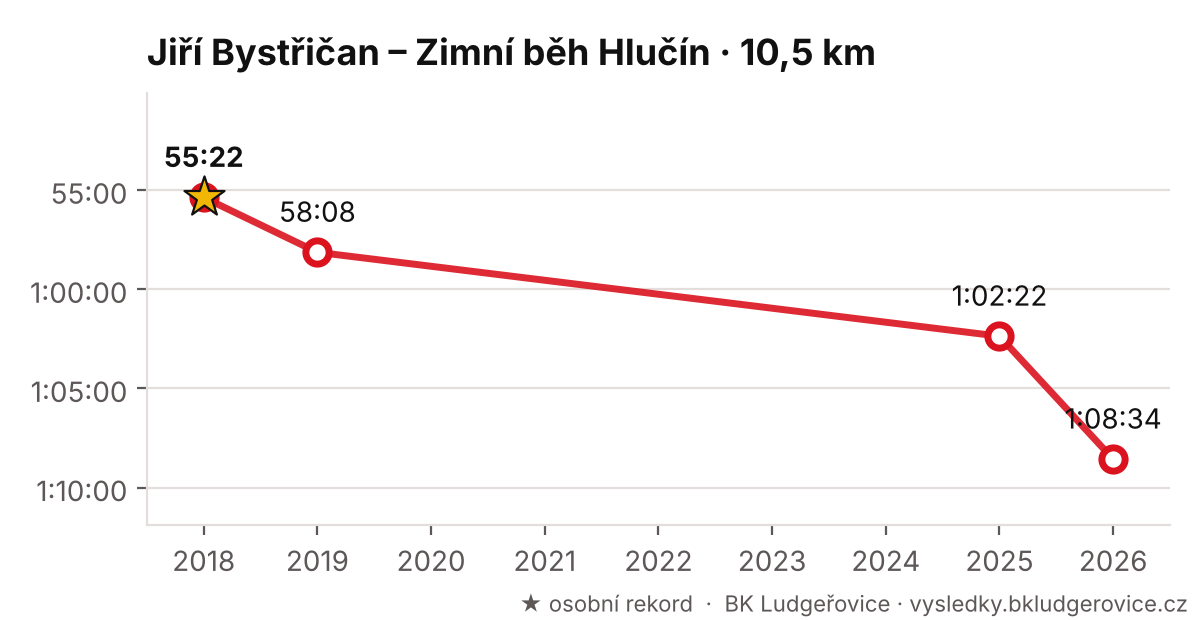 Jiří Bystřičan – Zimní běh Hlučín · 10,5 km
55:22
55:00
58:08
1:00:00
1:02:22
1:05:00
1:08:34
1:10:00
2018 2019 2020 2021 2022 2023 2024 2025 2026
★ osobní rekord · BK Ludgeřovice · vysledky.bkludgerovice.cz